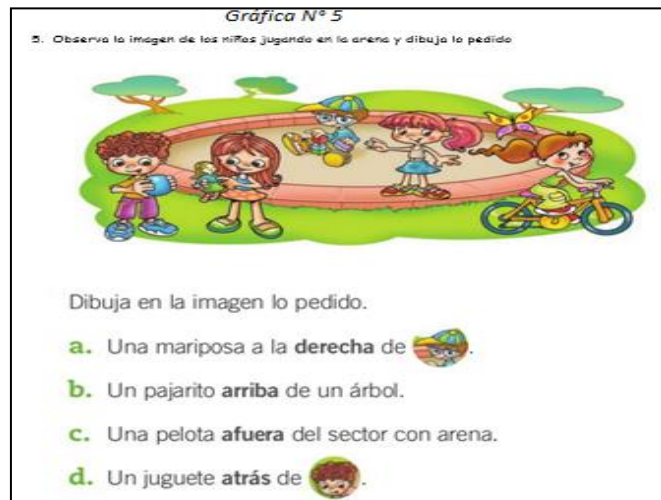 Gráfica N° 5
5. Observa la imagen de los niños jugando en la arena y dibuja lo pedido
Dibuja en la imagen lo pedido.
a. Una mariposa a la derecha de .
b. Un pajarito arriba de un árbol.
c. Una pelota afuera del sector con arena.
d. Un juguete atrás de .